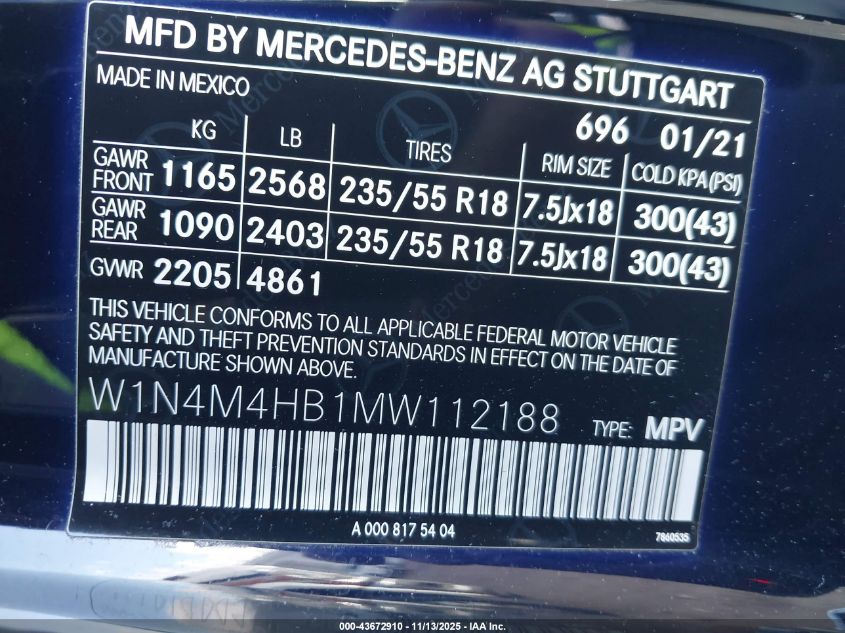 MFD BY MERCEDES-BENZ AG STUTTGART
MADE IN MEXICO
696 01/21
KG LB TIRES RIM SIZE COLD KPA(PSI)
GAWR FRONT 1165 2568 235/55 R18 7.5Jx18 300(43)
GAWR REAR 1090 2403 235/55 R18 7.5Jx18 300(43)
GVWR 2205 4861
THIS VEHICLE CONFORMS TO ALL APPLICABLE FEDERAL MOTOR VEHICLE
SAFETY AND THEFT PREVENTION STANDARDS IN EFFECT ON THE DATE OF
MANUFACTURE SHOWN ABOVE.
W1N4M4HB1MW112188 TYPE: MPV
A 000 817 54 04
7860535
000-43672910 - 11/13/2025 - IAA Inc.